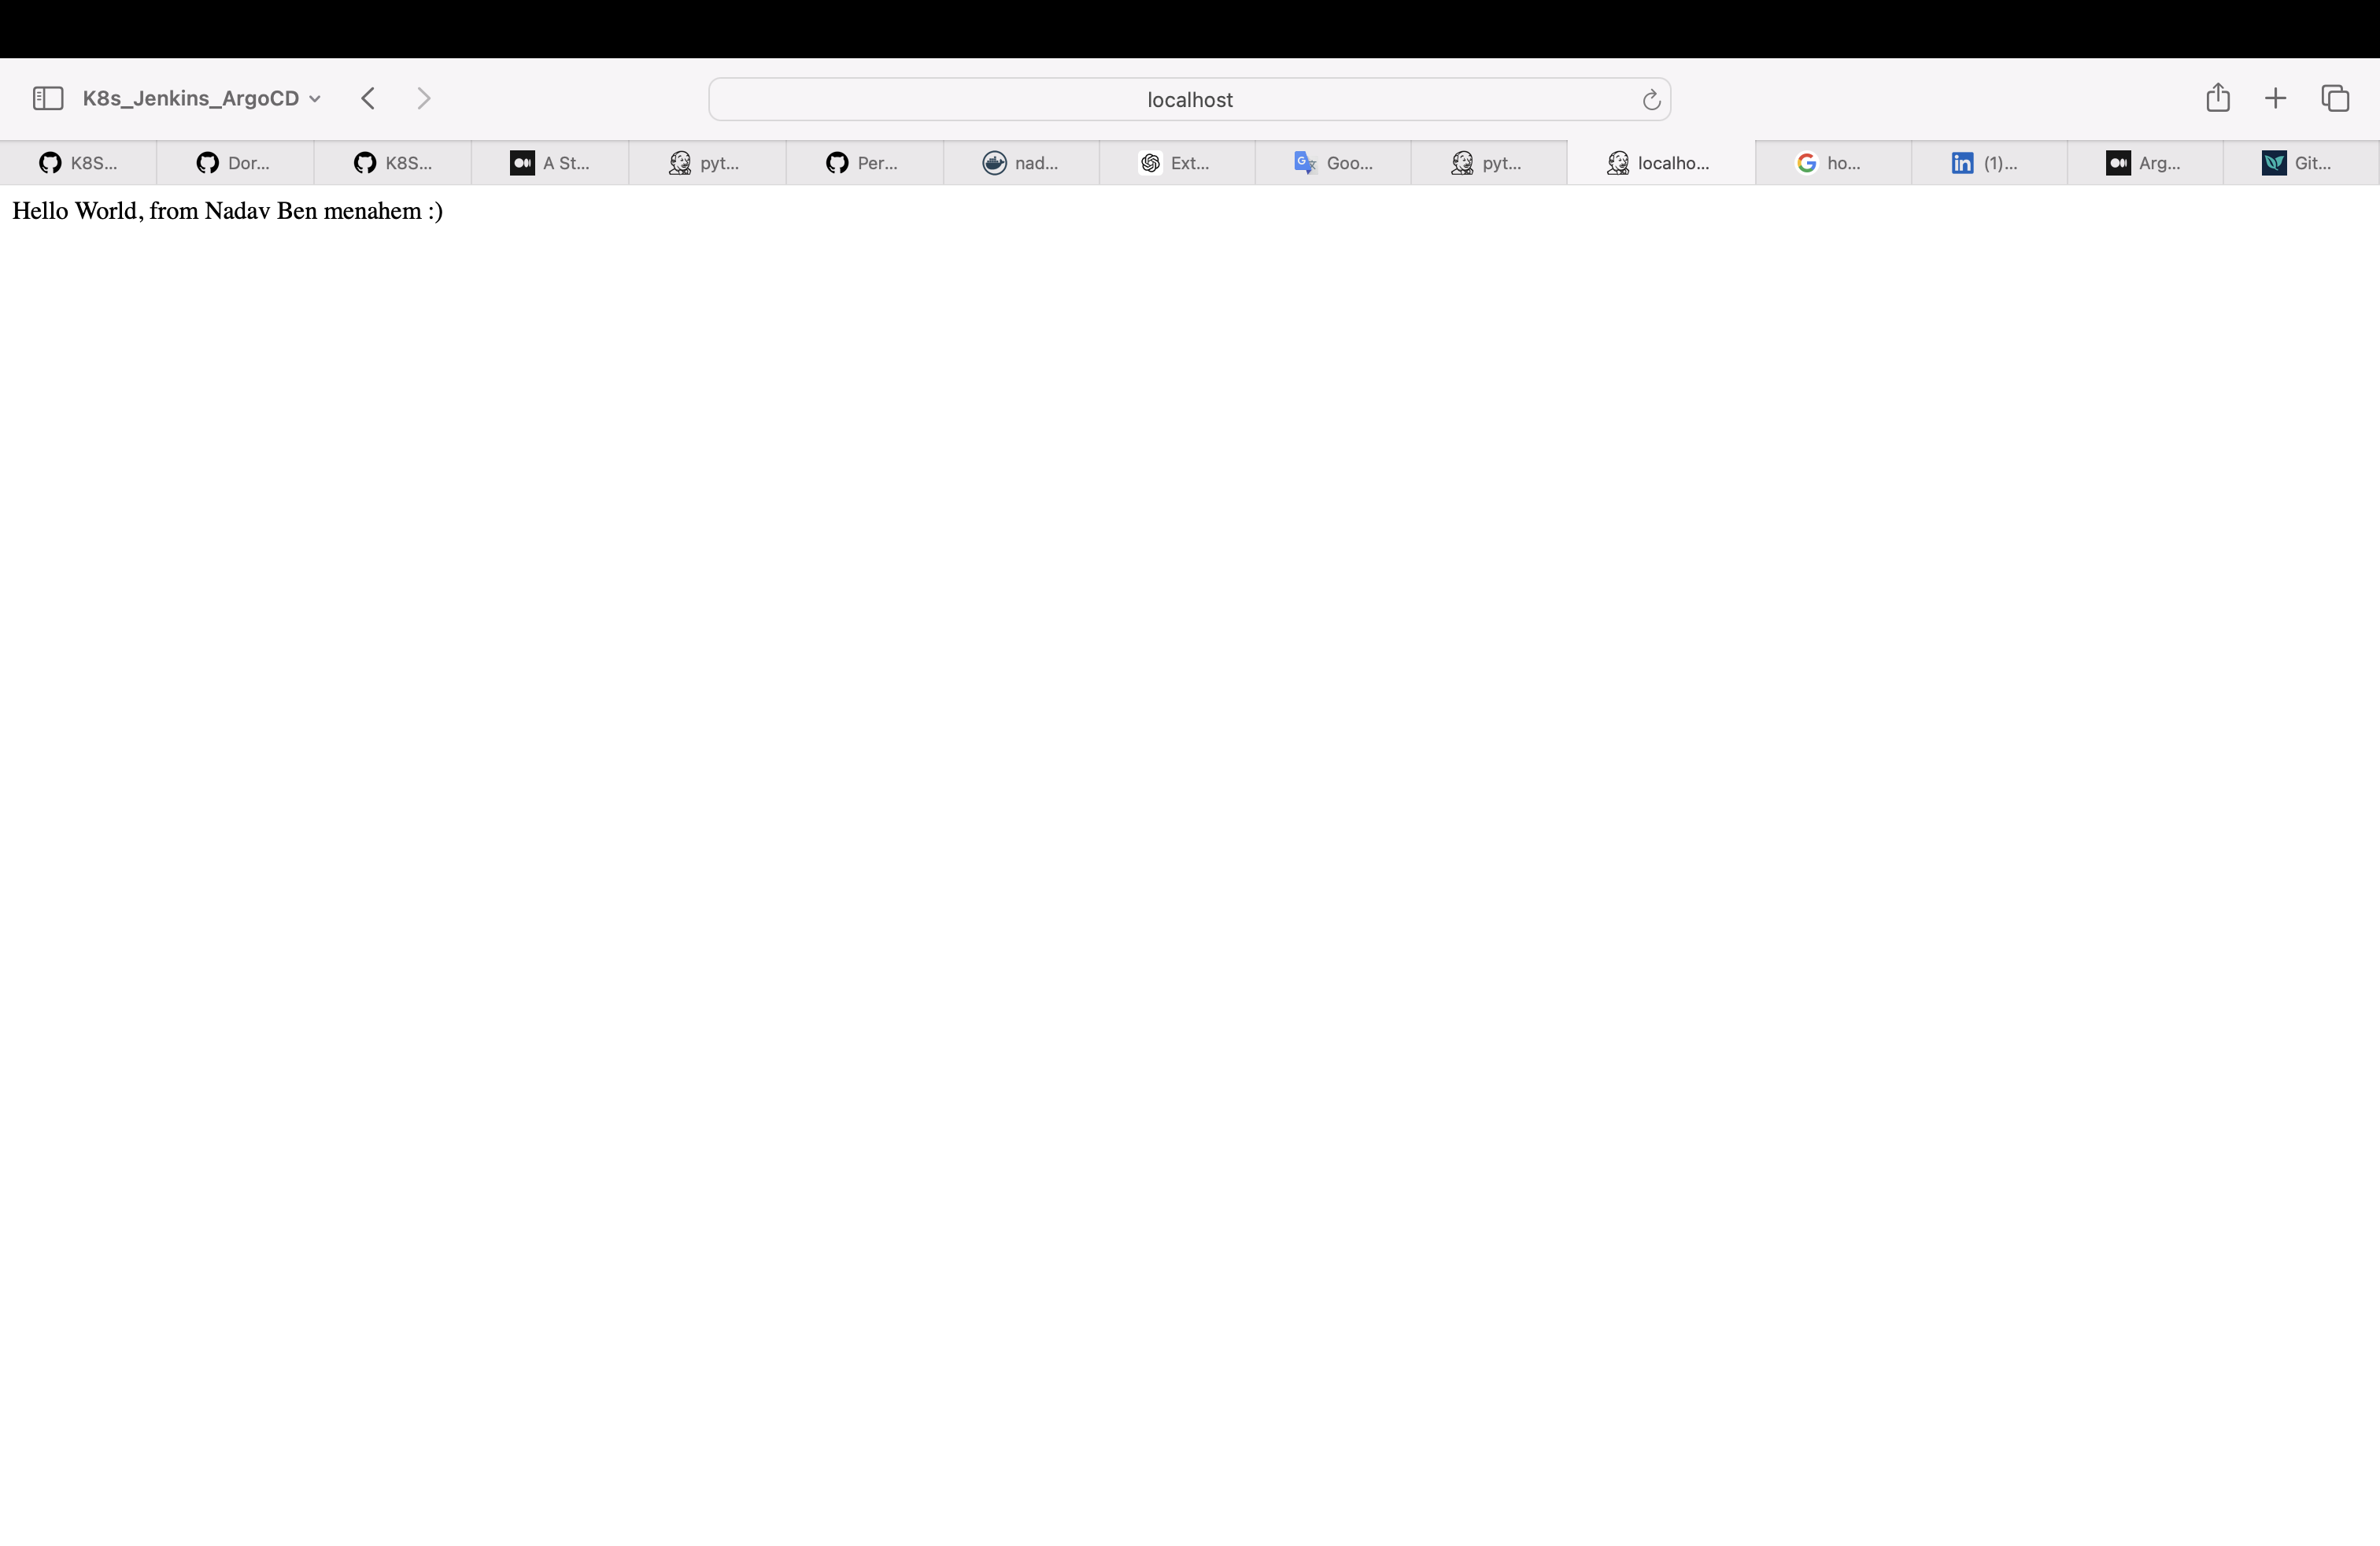 K8s_Jenkins_ArgoCD
localhost
K8S...
Dor...
K8S...
A St...
pyt...
Per...
nad...
Ext...
Goo...
pyt...
localho...
ho...
(1)...
Arg...
Git...
Hello World, from Nadav Ben menahem :)